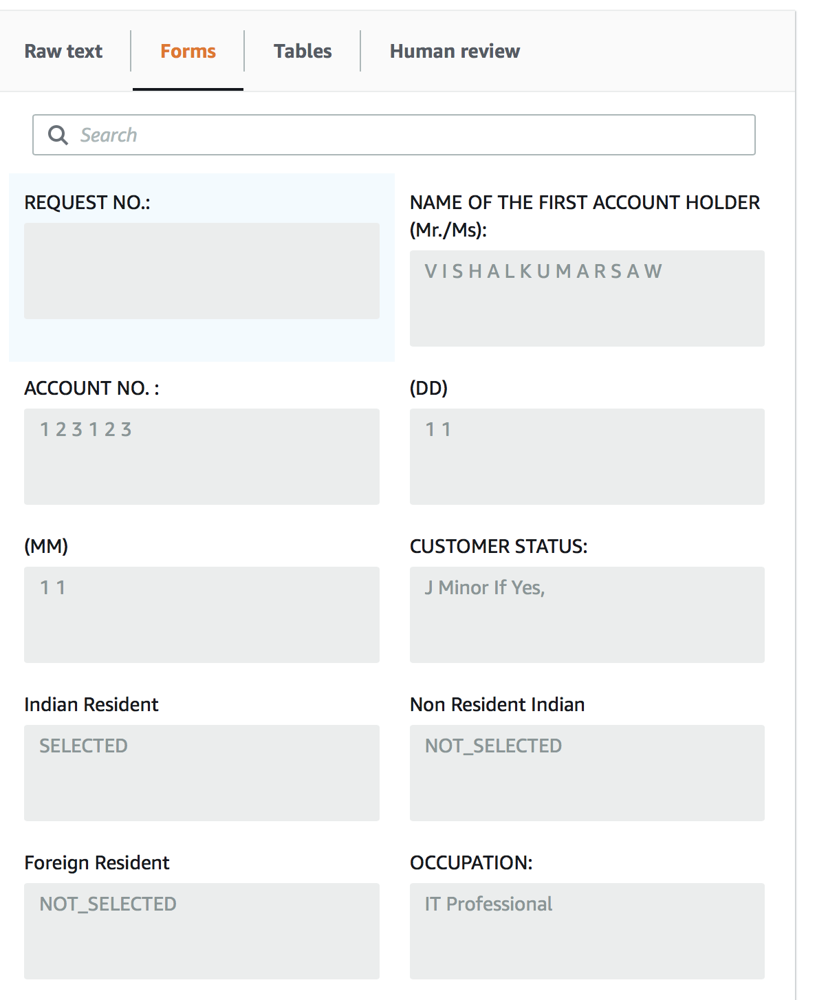 Raw text
Forms
Tables
Human review
Search
REQUEST NO.:
NAME OF THE FIRST ACCOUNT HOLDER
(Mr./Ms):
V I S H A L K U M A R S A W
ACCOUNT NO. :
1 2 3 1 2 3
(DD)
1 1
(MM)
1 1
CUSTOMER STATUS:
J Minor If Yes,
Indian Resident
SELECTED
Non Resident Indian
NOT_SELECTED
Foreign Resident
NOT_SELECTED
OCCUPATION:
IT Professional